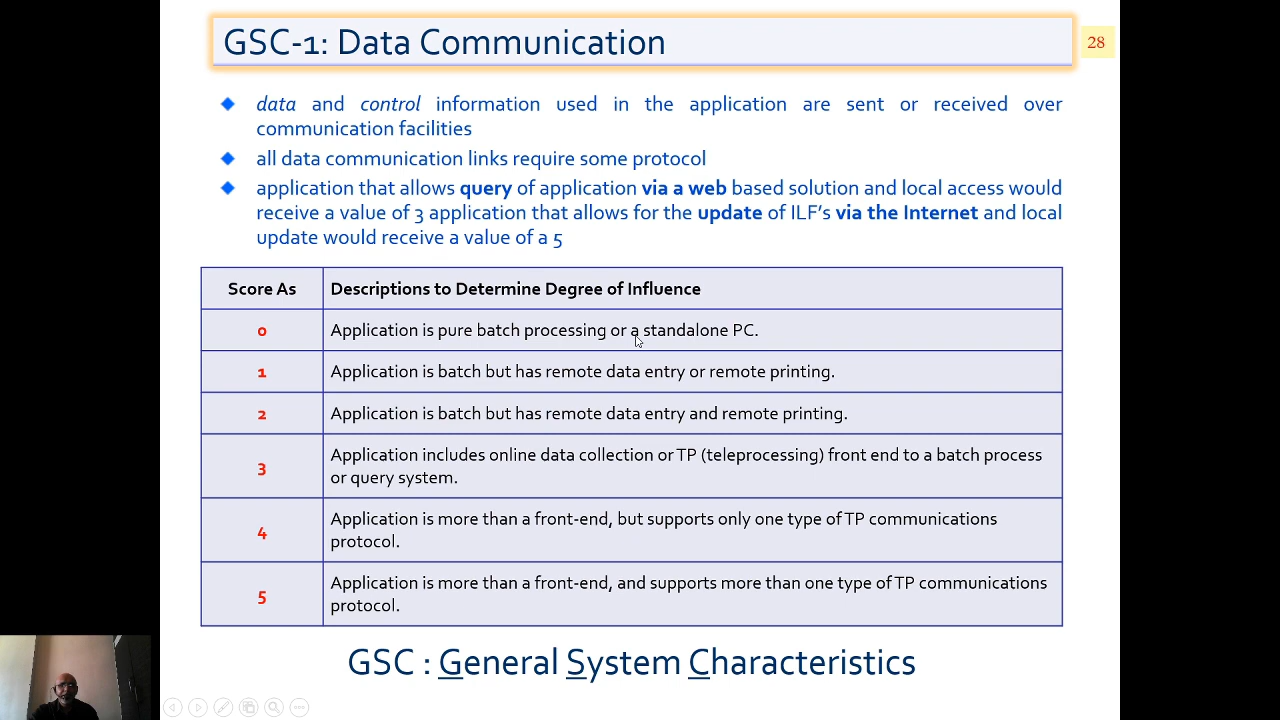 GSC-1: Data Communication
28
data and control information used in the application are sent or received over
communication facilities
all data communication links require some protocol
application that allows query of application via a web based solution and local access would
receive a value of 3 application that allows for the update of ILF's via the Internet and local
update would receive a value of a 5
Score As
Descriptions to Determine Degree of Influence
0
Application is pure batch processing or a standalone PC.
1
Application is batch but has remote data entry or remote printing.
2
Application is batch but has remote data entry and remote printing.
3
Application includes online data collection or TP (teleprocessing) front end to a batch process
or query system.
4
Application is more than a front-end, but supports only one type of TP communications
protocol.
5
Application is more than a front-end, and supports more than one type of TP communications
protocol.
GSC : General System Characteristics